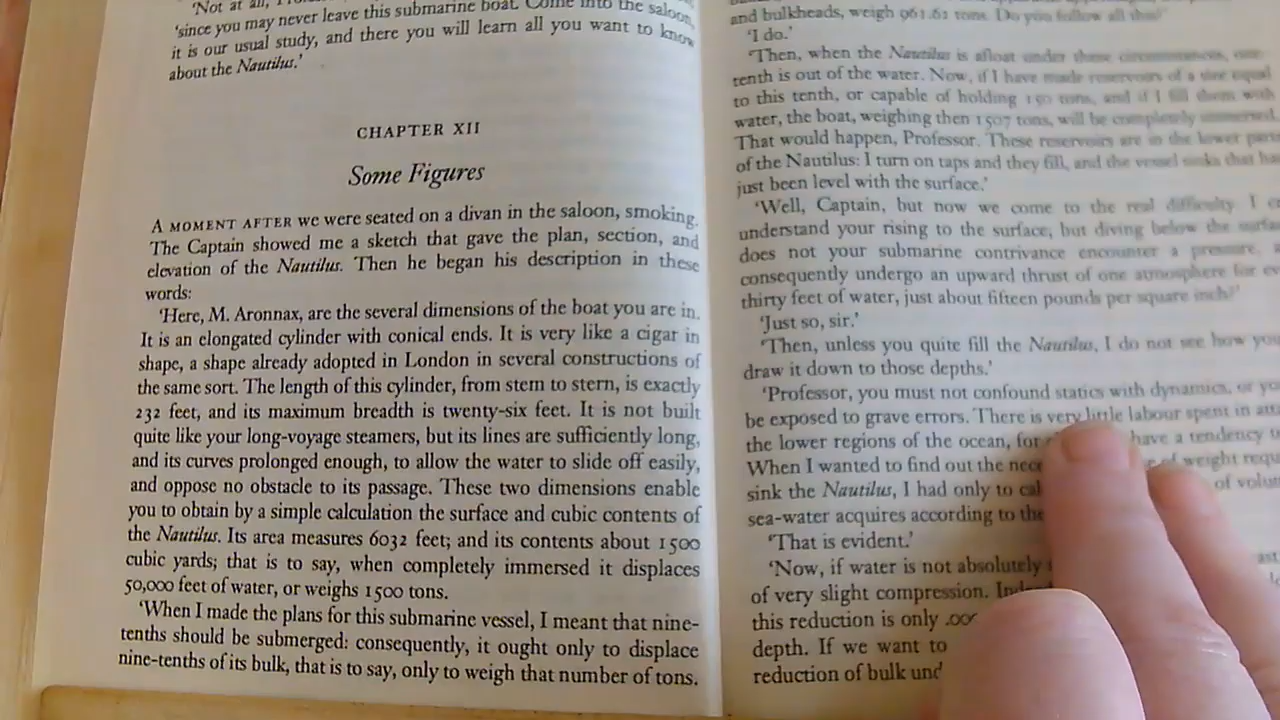 'Not at all,
'since you may never leave this submarine boat. Come into the saloon,
it is our usual study, and there you will learn all you want to know
about the Nautilus.'
CHAPTER XII
Some Figures
A MOMENT AFTER we were seated on a divan in the saloon, smoking.
The Captain showed me a sketch that gave the plan, section, and
elevation of the Nautilus. Then he began his description in these
words:
'Here, M. Aronnax, are the several dimensions of the boat you are in.
It is an elongated cylinder with conical ends. It is very like a cigar in
shape, a shape already adopted in London in several constructions of
the same sort. The length of this cylinder, from stem to stern, is exactly
232 feet, and its maximum breadth is twenty-six feet. It is not built
quite like your long-voyage steamers, but its lines are sufficiently long,
and its curves prolonged enough, to allow the water to slide off easily,
and oppose no obstacle to its passage. These two dimensions enable
you to obtain by a simple calculation the surface and cubic contents of
the Nautilus. Its area measures 6032 feet; and its contents about 1500
cubic yards; that is to say, when completely immersed it displaces
50,000 feet of water, or weighs 1500 tons.
'When I made the plans for this submarine vessel, I meant that nine-
tenths should be submerged: consequently, it ought only to displace
nine-tenths of its bulk, that is to say, only to weigh that number of tons.
and bulkheads, weigh 961.61 tons. Do you follow all this?'
'I do.'
'Then, when the Nautilus is afloat under these circumstances, one-
tenth is out of the water. Now, if I have made reservoirs of a size equal
to this tenth, or capable of holding 150 tons, and if I fill them with
water, the boat, weighing then 1507 tons, will be completely immersed.
That would happen, Professor. These reservoirs are in the lower part
of the Nautilus: I turn on taps and they fill, and the vessel sinks that ha
just been level with the surface.'
'Well, Captain, but now we come to the real difficulty. I c
understand your rising to the surface, but diving below the surfa
does not your submarine contrivance encounter a pressure,
consequently undergo an upward thrust of one atmosphere for ev
thirty feet of water, just about fifteen pounds per square inch?'
'Just so, sir.'
'Then, unless you quite fill the Nautilus, I do not see how you
draw it down to those depths.'
'Professor, you must not confound statics with dynamics, or yo
be exposed to grave errors. There is very little labour spent in att
the lower regions of the ocean, for have a tendency t
When I wanted to find out the nec of weight requ
sink the Nautilus, I had only to cal of volum
sea-water acquires according to the
'That is evident.'
'Now, if water is not absolutely
of very slight compression. Inde
this reduction is only .00
depth. If we want to
reduction of bulk und